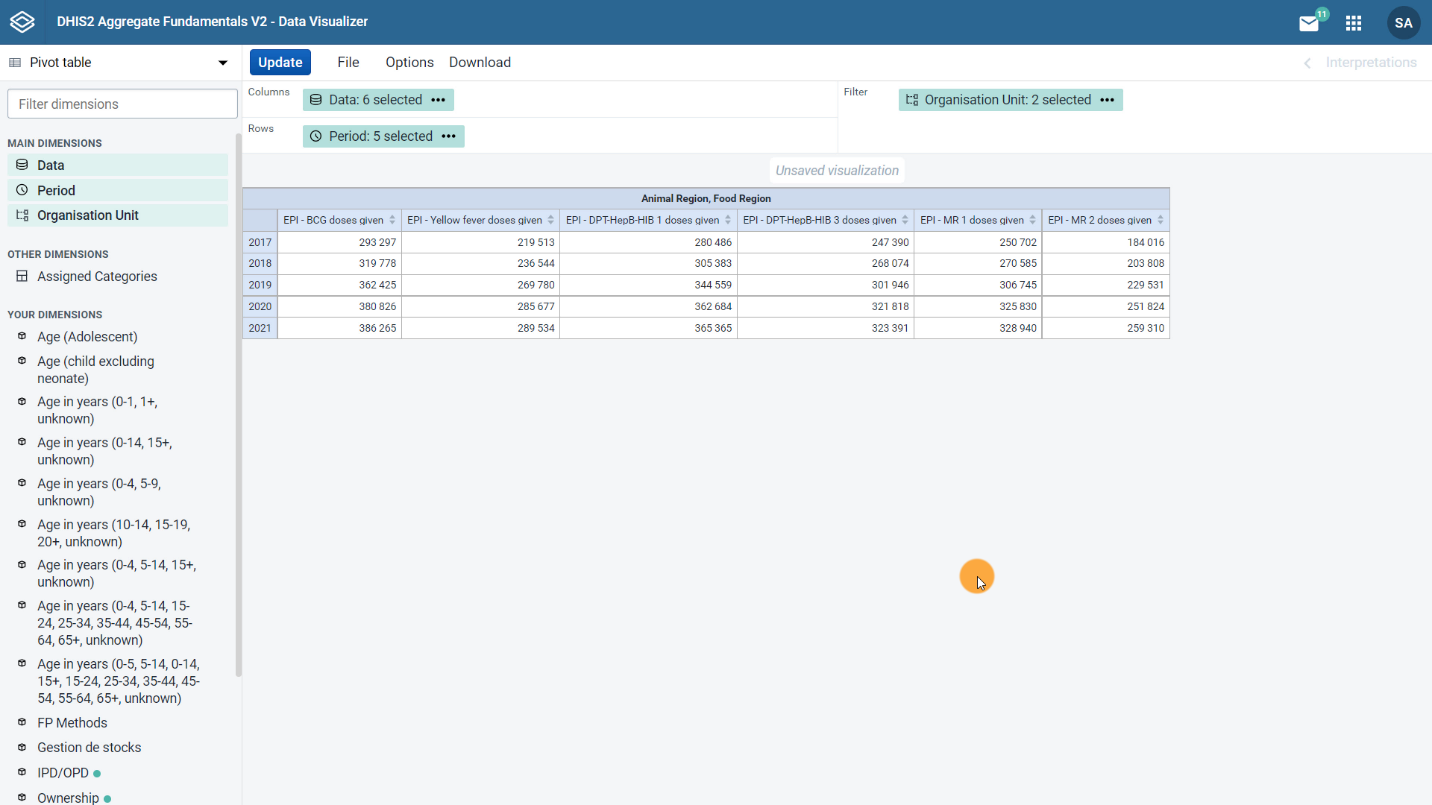 DHIS2 Aggregate Fundamentals V2 - Data Visualizer
11
SA
Pivot table
Update
File
Options
Download
Interpretations
Filter dimensions
Columns
Data: 6 selected
Filter
Organisation Unit: 2 selected
Rows
Period: 5 selected
MAIN DIMENSIONS
Data
Period
Organisation Unit
OTHER DIMENSIONS
Assigned Categories
YOUR DIMENSIONS
Age (Adolescent)
Age (child excluding
neonate)
Age in years (0-1, 1+,
unknown)
Age in years (0-14, 15+,
unknown)
Age in years (0-4, 5-9,
unknown)
Age in years (10-14, 15-19,
20+, unknown)
Age in years (0-4, 5-14, 15+,
unknown)
Age in years (0-4, 5-14, 15-
24, 25-34, 35-44, 45-54, 55-
64, 65+, unknown)
Age in years (0-5, 5-14, 0-14,
15+, 15-24, 25-34, 35-44, 45-
54, 55-64, 65+, unknown)
FP Methods
Gestion de stocks
IPD/OPD
Ownership
Unsaved visualization
Animal Region, Food Region
EPI - BCG doses given EPI - Yellow fever doses given EPI - DPT-HepB-HIB 1 doses given EPI - DPT-HepB-HIB 3 doses given EPI - MR 1 doses given EPI - MR 2 doses given
2017 293 297 219 513 280 486 247 390 250 702 184 016
2018 319 778 236 544 305 383 268 074 270 585 203 808
2019 362 425 269 780 344 559 301 946 306 745 229 531
2020 380 826 285 677 362 684 321 818 325 830 251 824
2021 386 265 289 534 365 365 323 391 328 940 259 310